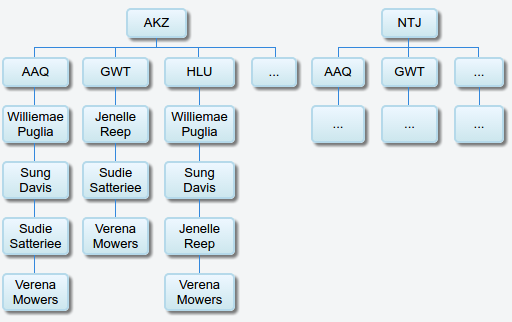 AKZ
NTJ
AAQ
GWT
HLU
...
AAQ
GWT
...
Williemae
Puglia
Jenelle
Reep
Williemae
Puglia
...
...
...
Sung
Davis
Sudie
Satteriee
Sung
Davis
Sudie
Satteriee
Verena
Mowers
Jenelle
Reep
Verena
Mowers
Verena
Mowers